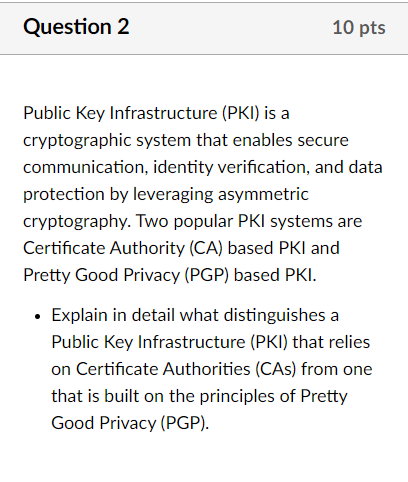 Question 2
10 pts
Public Key Infrastructure (PKI) is a
cryptographic system that enables secure
communication, identity verification, and data
protection by leveraging asymmetric
cryptography. Two popular PKI systems are
Certificate Authority (CA) based PKI and
Pretty Good Privacy (PGP) based PKI.
• Explain in detail what distinguishes a
Public Key Infrastructure (PKI) that relies
on Certificate Authorities (CAs) from one
that is built on the principles of Pretty
Good Privacy (PGP).